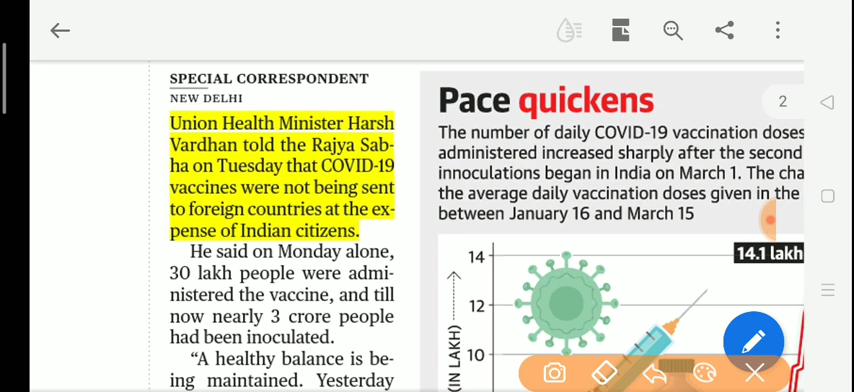 SPECIAL CORRESPONDENT
NEW DELHI
Union Health Minister Harsh
Vardhan told the Rajya Sab-
ha on Tuesday that COVID-19
vaccines were not being sent
to foreign countries at the ex-
pense of Indian citizens.
He said on Monday alone,
30 lakh people were admi-
nistered the vaccine, and till
now nearly 3 crore people
had been inoculated.
"A healthy balance is be-
ing maintained. Yesterday
Pace quickens
2
The number of daily COVID-19 vaccination doses
administered increased sharply after the second
innoculations began in India on March 1. The cha
the average daily vaccination doses given in the
between January 16 and March 15
14
12
10
(IN LAKH)
14.1 lakh